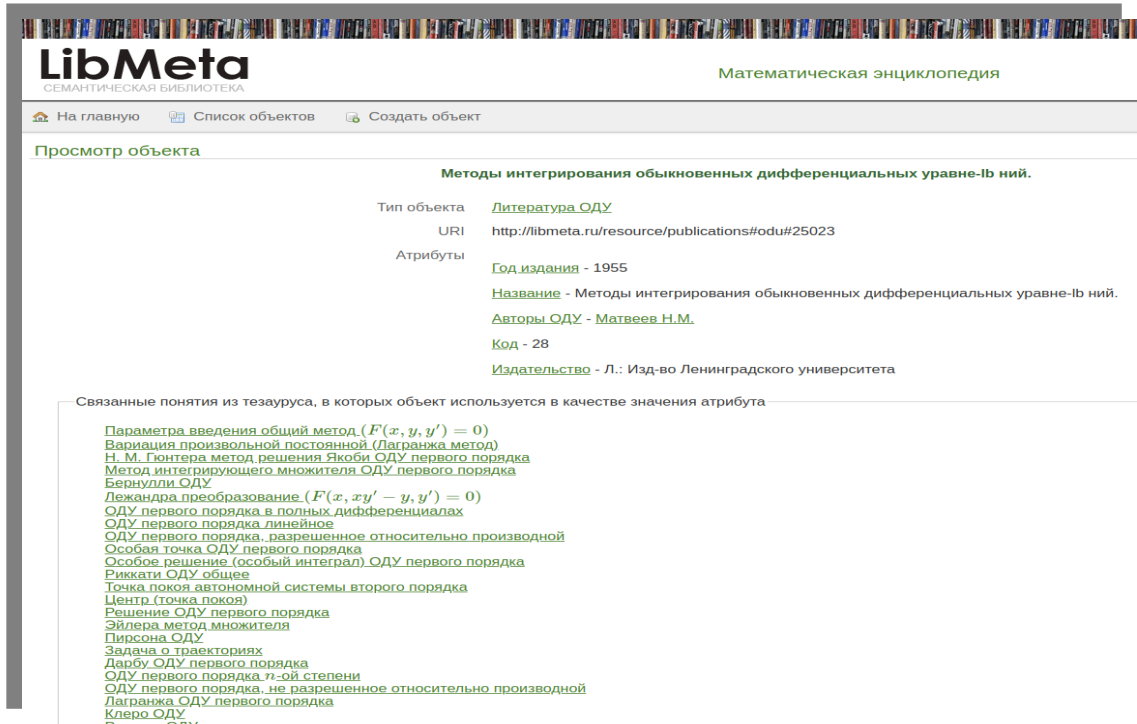 LibMeta
СЕМАНТИЧЕСКАЯ БИБЛИОТЕКА
Математическая энциклопедия
На главную Список объектов Создать объект
Просмотр объекта
Методы интегрирования обыкновенных дифференциальных уравне-lb ний.
Тип объекта Литература ОДУ
URI http://libmeta.ru/resource/publications#odu#25023
Атрибуты
Год издания - 1955
Название - Методы интегрирования обыкновенных дифференциальных уравне-lb ний.
Авторы ОДУ - Матвеев Н.М.
Код - 28
Издательство - Л.: Изд-во Ленинградского университета
Связанные понятия из тезауруса, в которых объект используется в качестве значения атрибута
Параметра введения общий метод (F(x, y, y′) = 0)
Вариация произвольной постоянной (Лагранжа метод)
Н. М. Гюнтера метод решения Якоби ОДУ первого порядка
Метод интегрирующего множителя ОДУ первого порядка
Бернулли ОДУ
Лежандра преобразование (F(x, xy′ − y, y′) = 0)
ОДУ первого порядка в полных дифференциалах
ОДУ первого порядка линейное
ОДУ первого порядка, разрешенное относительно производной
Особая точка ОДУ первого порядка
Особое решение (особый интеграл) ОДУ первого порядка
Риккати ОДУ общее
Точка покоя автономной системы второго порядка
Центр (точка покоя)
Решение ОДУ первого порядка
Эйлера метод множителя
Пирсона ОДУ
Задача о траекториях
Дарбу ОДУ первого порядка
ОДУ первого порядка n-ой степени
ОДУ первого порядка, не разрешенное относительно производной
Лагранжа ОДУ первого порядка
Клеро ОДУ